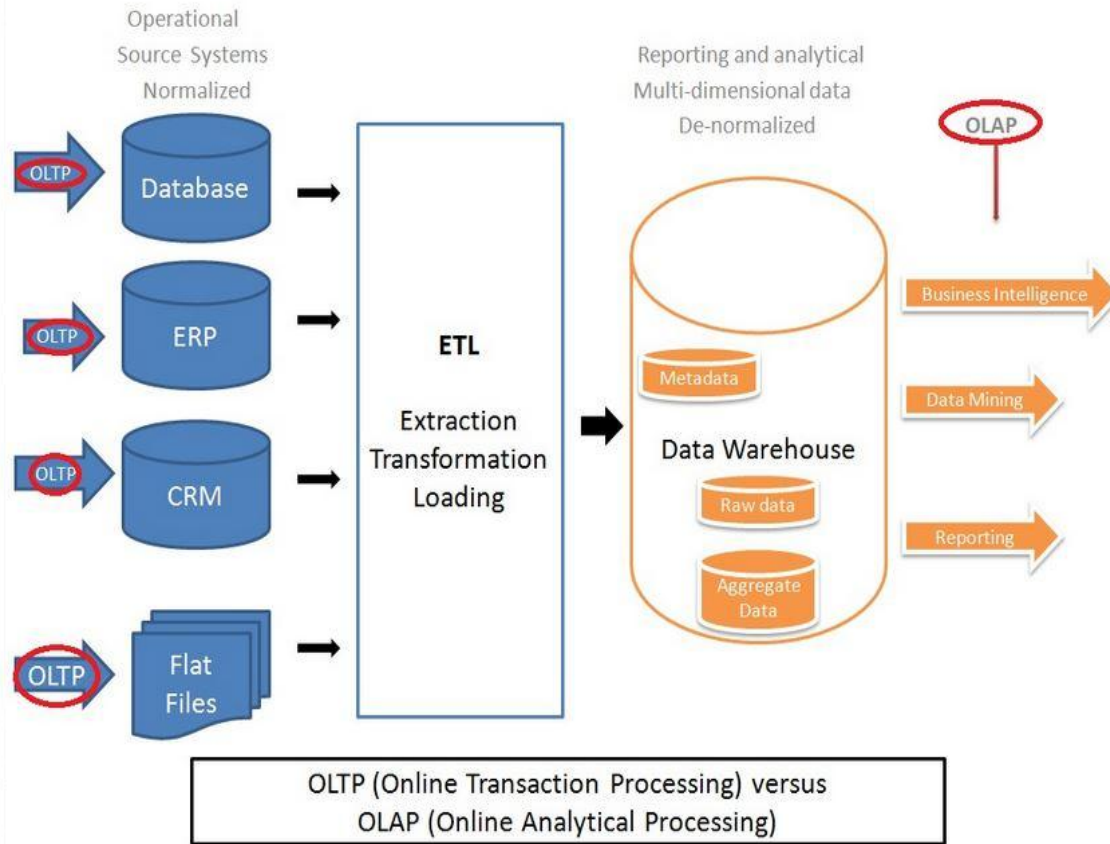 Operational
Source Systems
Normalized
Reporting and analytical
Multi-dimensional data
De-normalized
OLAP
OLTP
Database
OLTP
ERP
OLTP
CRM
OLTP
Flat
Files
ETL
Extraction
Transformation
Loading
Metadata
Data Warehouse
Raw data
Aggregate
Data
Business Intelligence
Data Mining
Reporting
OLTP (Online Transaction Processing) versus
OLAP (Online Analytical Processing)